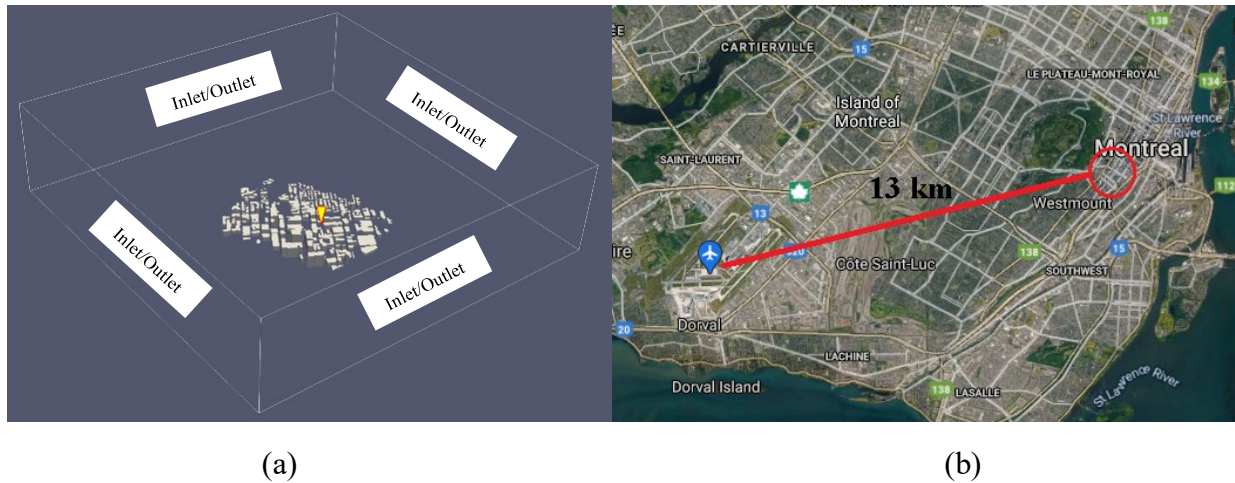 Inlet/Outlet
Inlet/Outlet
Inlet/Outlet
Inlet/Outlet
(a)
CARTIERVILLE
15
138
LE PLATEAU-MONT-ROYAL
134
Island of
Montreal
St Lawrence
River
Montreal
SAINT-LAURENT
13 km
112
Westmount
13
15
Côte Saint-Luc
SOUTHWEST
138
20
Dorval
LACHINE
Dorval Island
138
LASALLE
St Lawrence River
(b)